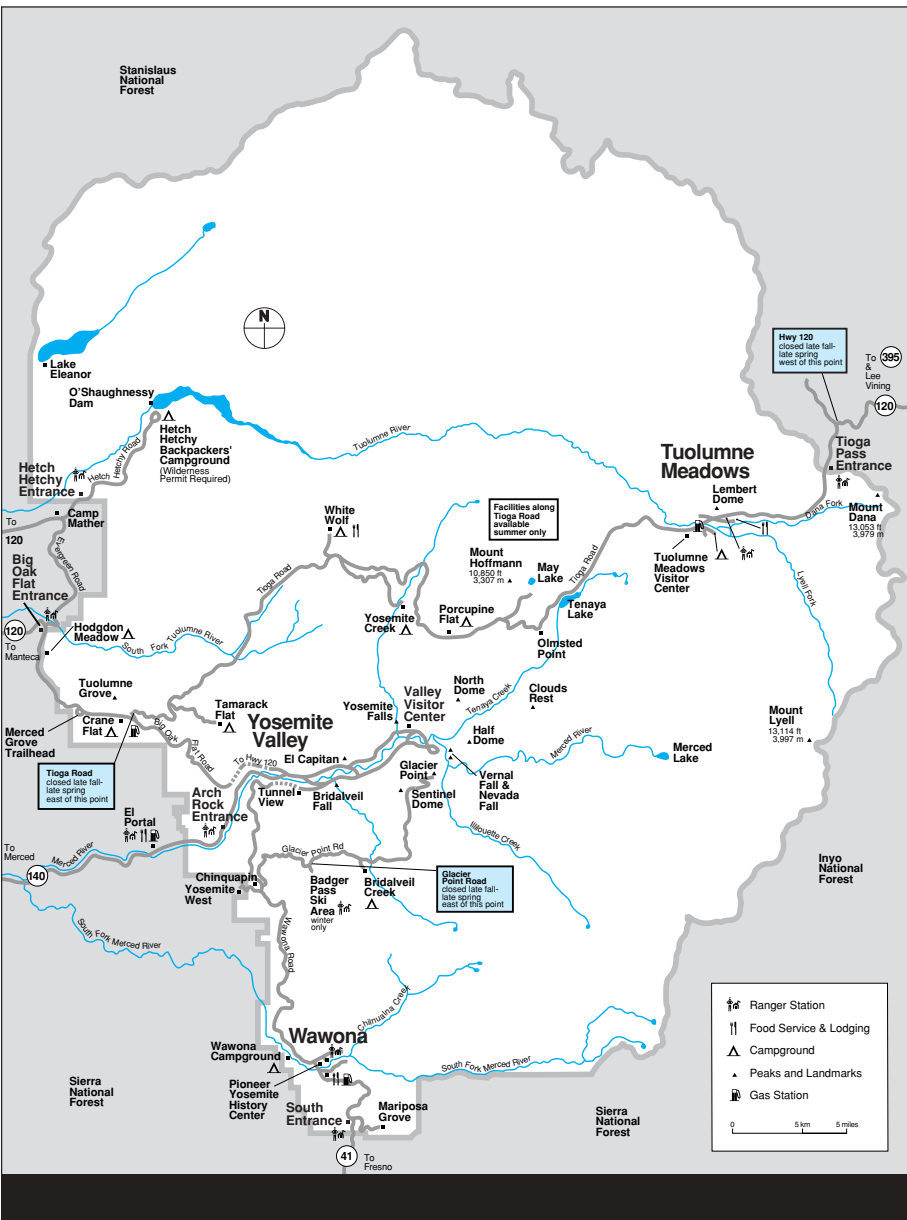 Stanislaus
National
Forest
N
Lake
Eleanor
O'Shaughnessy
Dam
Hetch
Hetchy
Backpackers'
Campground
(Wilderness
Permit Required)
Hetch Hetchy Road
Hetch
Hetchy
Entrance
Camp
Mather
To
120
Evergreen Road
Big
Oak
Flat
Entrance
120
To
Manteca
Hodgdon
Meadow
South Fork Tuolumne River
Tuolumne River
Hwy 120
closed late fall-
late spring
west of this point
To 395
&
Lee
Vining
120
Tioga
Pass
Entrance
Tuolumne
Meadows
Lembert
Dome
Dana Fork
Mount
Dana
13,053 ft
3,979 m
Tuolumne
Meadows
Visitor
Center
Lyell Fork
White
Wolf
Facilities along
Tioga Road
available
summer only
Mount
Hoffmann
10,850 ft
3,307 m
May
Lake
Tioga Road
Tioga Road
Tenaya
Lake
Yosemite
Creek
Porcupine
Flat
Olmsted
Point
Tuolumne
Grove
Merced
Grove
Trailhead
Crane
Flat
Tamarack
Flat
Big Oak
Flat Road
Tioga Road
closed late fall-
late spring
east of this point
Yosemite
Valley
Yosemite
Falls
Valley
Visitor
Center
North
Dome
Tenaya Creek
Clouds
Rest
Half
Dome
Merced River
Merced
Lake
Mount
Lyell
13,114 ft
3,997 m
To Hwy 120
El Capitan
Glacier
Point
Vernal
Fall &
Nevada
Fall
Tunnel
View
Bridalveil
Fall
Sentinel
Dome
Arch
Rock
Entrance
El
Portal
To
Merced
Merced River
140
Illilouette Creek
Glacier Point Rd
Chinquapin
Yosemite
West
Badger
Pass
Ski
Area
winter
only
Bridalveil
Creek
Glacier
Point Road
closed late fall-
late spring
east of this point
Inyo
National
Forest
South Fork Merced River
Wawona Road
Chilnualna Creek
Wawona
Wawona
Campground
South Fork Merced River
Pioneer
Yosemite
History
Center
South
Entrance
Mariposa
Grove
Sierra
National
Forest
Sierra
National
Forest
41
To
Fresno
Ranger Station
Food Service & Lodging
Campground
Peaks and Landmarks
Gas Station
0 5 km 5 miles